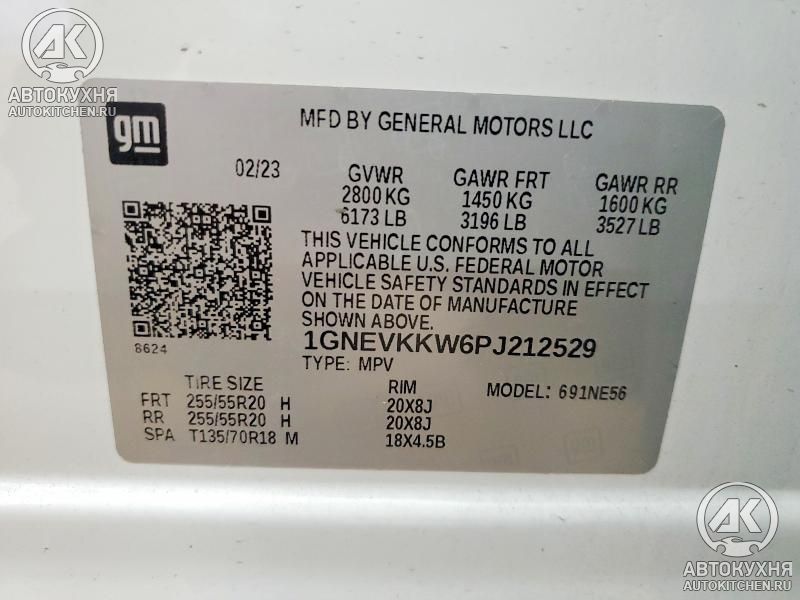 AK
АВТОКУХНЯ
AUTOKITCHEN.RU
gm
MFD BY GENERAL MOTORS LLC
02/23
GVWR GAWR FRT GAWR RR
2800 KG 1450 KG 1600 KG
6173 LB 3196 LB 3527 LB
THIS VEHICLE CONFORMS TO ALL
APPLICABLE U.S. FEDERAL MOTOR
VEHICLE SAFETY STANDARDS IN EFFECT
ON THE DATE OF MANUFACTURE
SHOWN ABOVE.
8624
1GNEVKKW6PJ212529
TYPE: MPV
TIRE SIZE RIM MODEL: 691NE56
FRT 255/55R20 H 20X8J
RR 255/55R20 H 20X8J
SPA T135/70R18 M 18X4.5B
AK
АВТОКУХНЯ
AUTOKITCHEN.RU